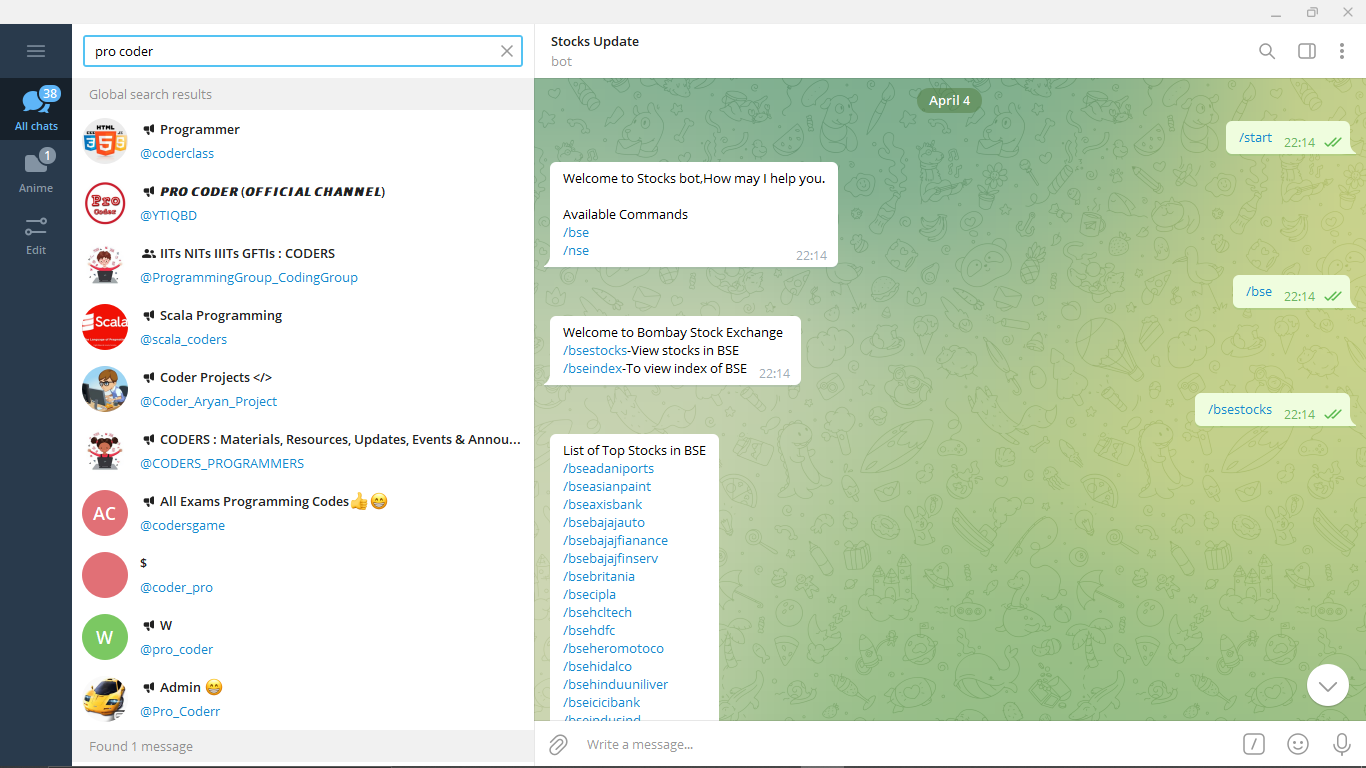 pro coder
38
All chats
1
Anime
Edit
Global search results
Programmer
@coderclass
PRO CODER (OFFICIAL CHANNEL)
@YTIQBD
Pro
Coder
IITs NITs IIITs GFTIs : CODERS
@ProgrammingGroup_CodingGroup
Scala Programming
@scala_coders
Scala
Coder Projects </>
@Coder_Aryan_Project
CODERS : Materials, Resources, Updates, Events & Annou...
@CODERS_PROGRAMMERS
AC
All Exams Programming Codes👍😁
@codersgame
$
@coder_pro
W
W
@pro_coder
Admin 😁
@Pro_Coderr
Found 1 message
Stocks Update
bot
April 4
/start 22:14
Welcome to Stocks bot,How may I help you.
Available Commands
/bse
/nse
22:14
/bse 22:14
Welcome to Bombay Stock Exchange
/bsestocks-View stocks in BSE
/bseindex-To view index of BSE 22:14
/bsestocks 22:14
List of Top Stocks in BSE
/bseadaniports
/bseasianpaint
/bseaxisbank
/bsebajajauto
/bsebajajfianance
/bsebajajfinserv
/bsebritania
/bsecipla
/bsehcltech
/bsehdfc
/bseheromotoco
/bsehidalco
/bsehinduuniliver
/bseicicibank
/bseindusind
Write a message...